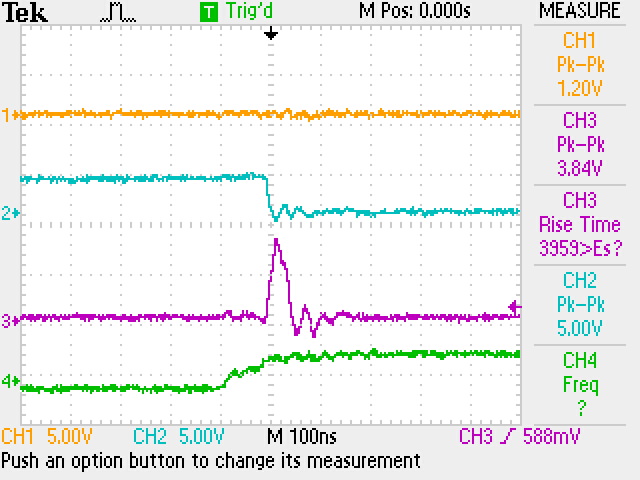 Tek T Trig'd M Pos: 0.000s MEASURE
CH1
Pk-Pk
1.20V
CH3
Pk-Pk
3.84V
CH3
Rise Time
3959>Es?
CH2
Pk-Pk
5.00V
CH4
Freq
?
1
2
3
4
CH1 5.00V CH2 5.00V M 100ns CH3 588mV
Push an option button to change its measurement